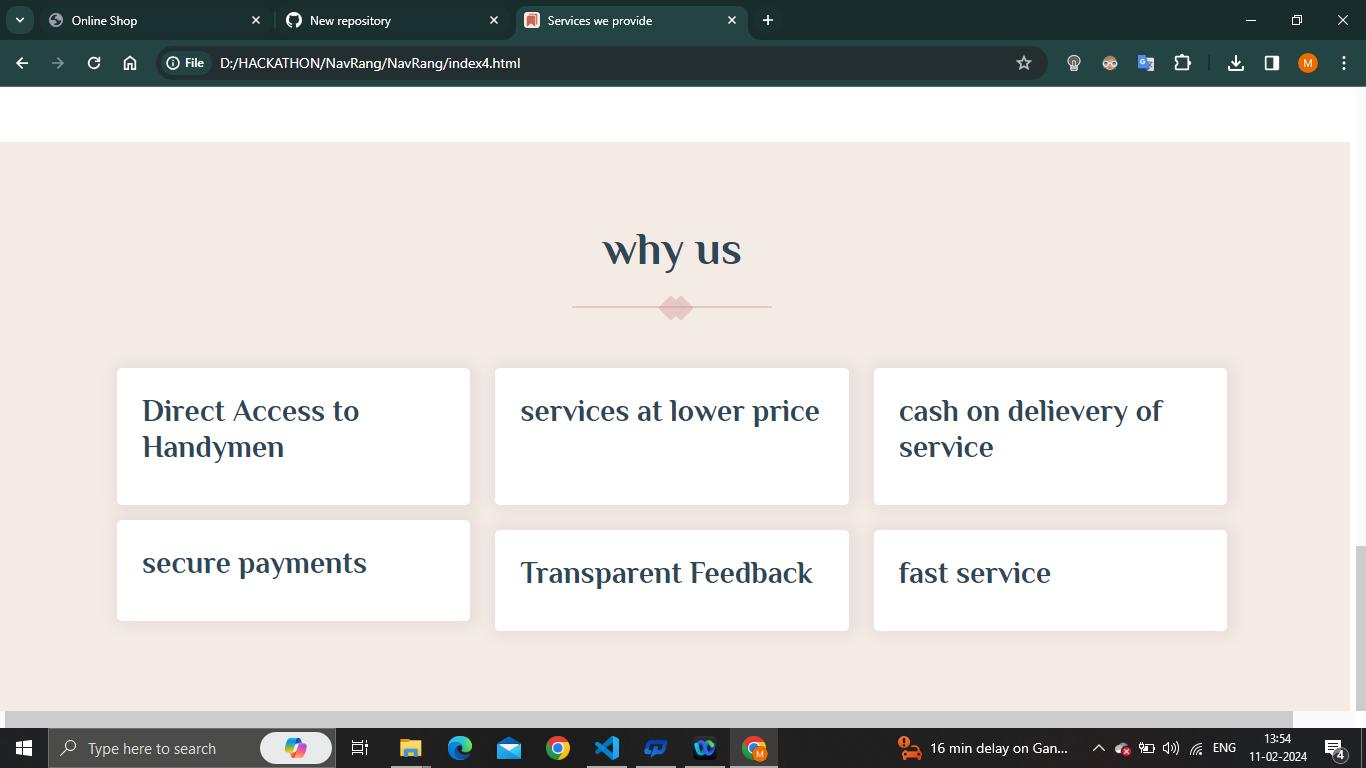 Online Shop
New repository
Services we provide
File
D:/HACKATHON/NavRang/NavRang/index4.html
M
why us
Direct Access to
Handymen
services at lower price
cash on delievery of
service
secure payments
Transparent Feedback
fast service
Type here to search
M
16 min delay on Gan...
ENG
13:54
11-02-2024
4